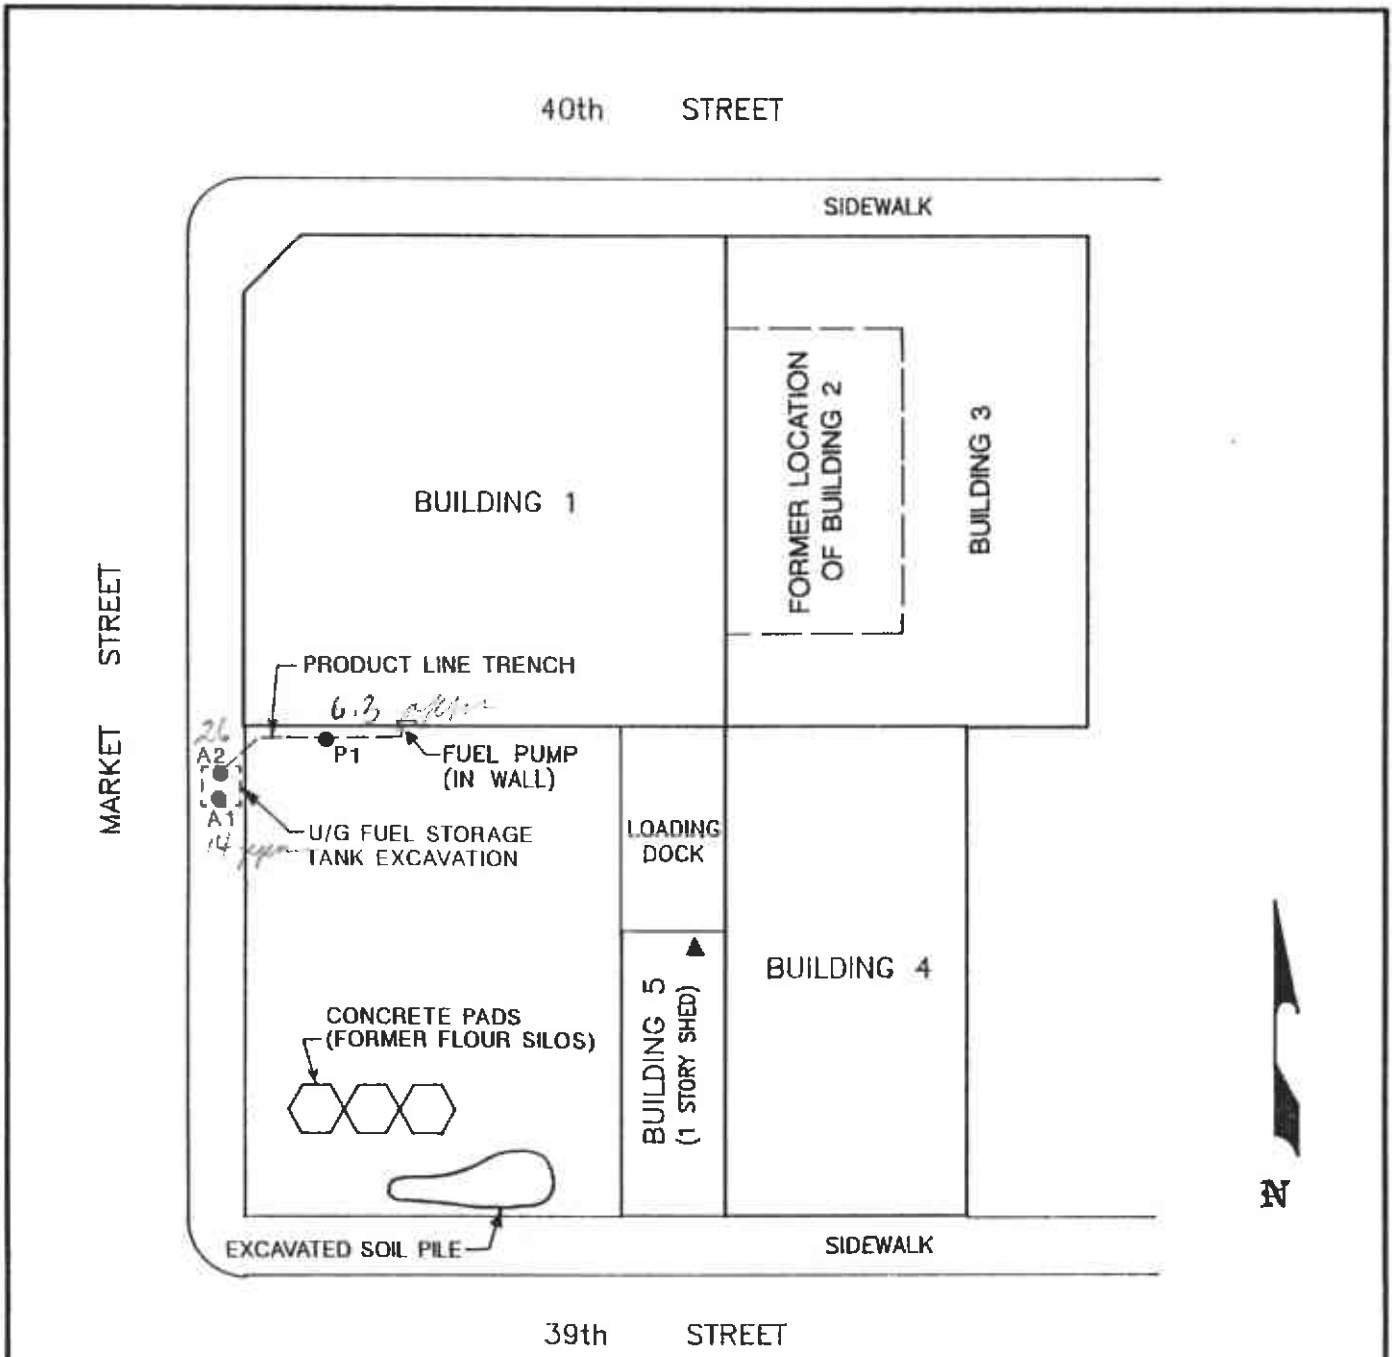 40th STREET
SIDEWALK
FORMER LOCATION
OF BUILDING 2
BUILDING 3
BUILDING 1
MARKET STREET
PRODUCT LINE TRENCH
6.3
26
A2
P1
FUEL PUMP
(IN WALL)
A1
14 ppm
U/G FUEL STORAGE
TANK EXCAVATION
LOADING
DOCK
BUILDING 4
BUILDING 5
(1 STORY SHED)
CONCRETE PADS
(FORMER FLOUR SILOS)
N
EXCAVATED SOIL PILE
SIDEWALK
39th STREET